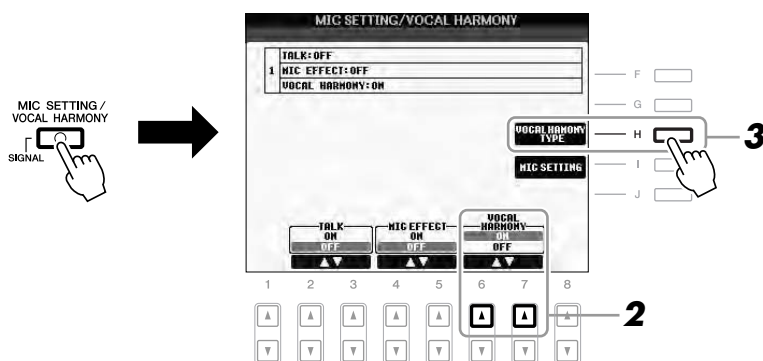 MIC SETTING/VOCAL HARMONY
TALK:OFF
1 MIC EFFECT:OFF
VOCAL HARMONY:ON
F
G
MIC SETTING /
VOCAL HARMONY
SIGNAL
VOCAL HAMONY
TYPE
H
3
MIC SETTING
I
J
TALK
ON
OFF
MIC EFFECT
ON
OFF
VOCAL
HARMONY
ON
OFF
1 2 3 4 5 6 7 8
2